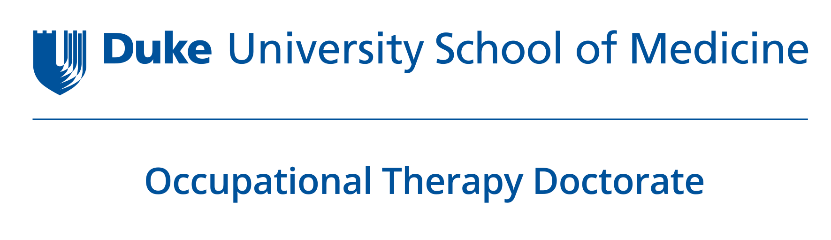 Duke University School of Medicine
Occupational Therapy Doctorate